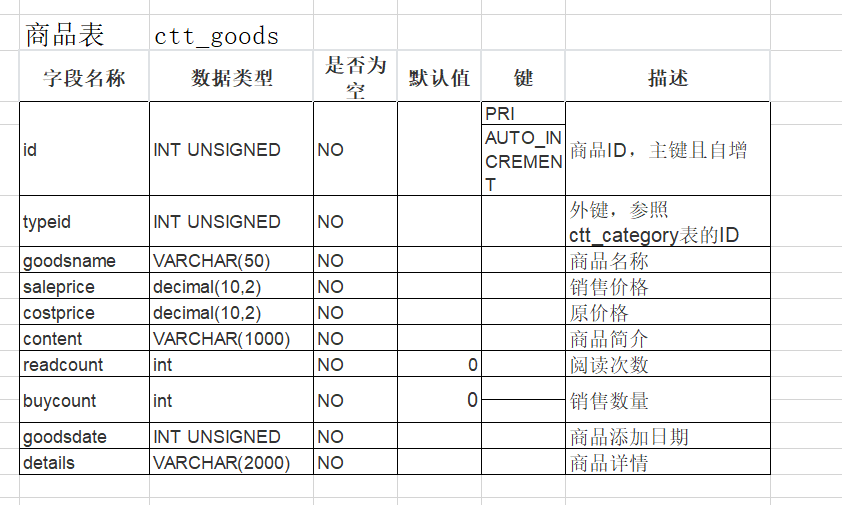 商品表 ctt_goods
字段名称 数据类型 是否为空 默认值 键 描述
id INT UNSIGNED NO PRI AUTO_INCREMENT 商品ID，主键且自增
typeid INT UNSIGNED NO 外键，参照ctt_category表的ID
goodsname VARCHAR(50) NO 商品名称
saleprice decimal(10,2) NO 销售价格
costprice decimal(10,2) NO 原价格
content VARCHAR(1000) NO 商品简介
readcount int NO 0 阅读次数
buycount int NO 0 销售数量
goodsdate INT UNSIGNED NO 商品添加日期
details VARCHAR(2000) NO 商品详情